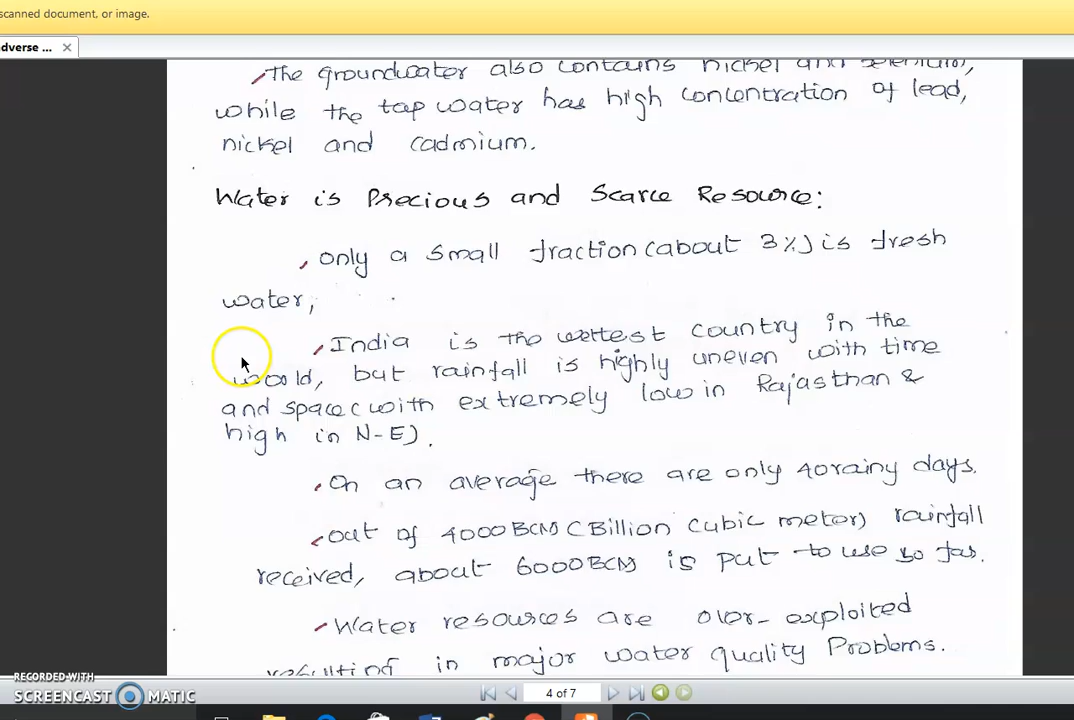 scanned document, or image.
dverse ...
The groundwater also contains nickel and selenium,
while the tap water has high concentration of lead,
nickel and cadmium.
Water is Precious and Scarce Resource:
only a small fraction (about 3%) is fresh
water;
India is the wettest country in the
world, but rainfall is highly uneven with time
and space (with extremely low in Rajasthan &
high in N-E).
On an average there are only 40 rainy days.
out of 4000 BCM (Billion cubic meter) rainfall
received, about 6000 BCM is put to use so far.
Water resources are over-exploited
resulting in major water quality Problems.
RECORDED WITH
SCREENCAST MATIC
4 of 7